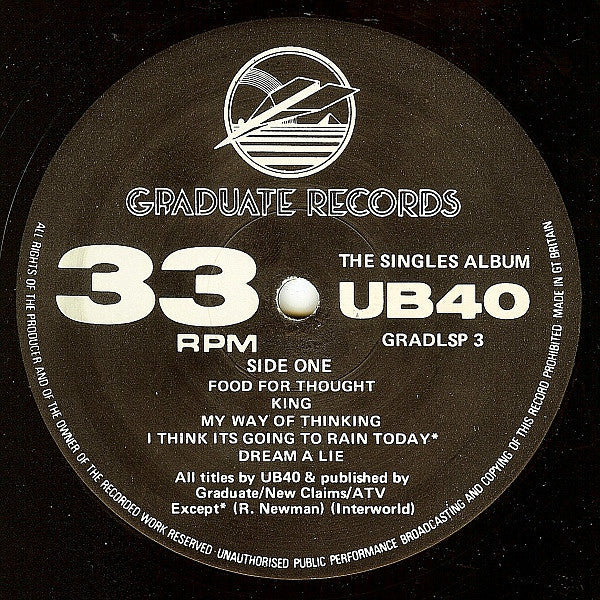 GRADUATE RECORDS
33
RPM
THE SINGLES ALBUM
UB40
GRADLSP 3
SIDE ONE
FOOD FOR THOUGHT
KING
MY WAY OF THINKING
I THINK ITS GOING TO RAIN TODAY*
DREAM A LIE
All titles by UB40 & published by
Graduate/New Claims/ATV
Except* (R. Newman) (Interworld)
ALL RIGHTS OF THE PRODUCER AND OF THE OWNER OF THE RECORDED WORK RESERVED · UNAUTHORISED PUBLIC PERFORMANCE BROADCASTING AND COPYING OF THIS RECORD PROHIBITED MADE IN GT BRITAIN